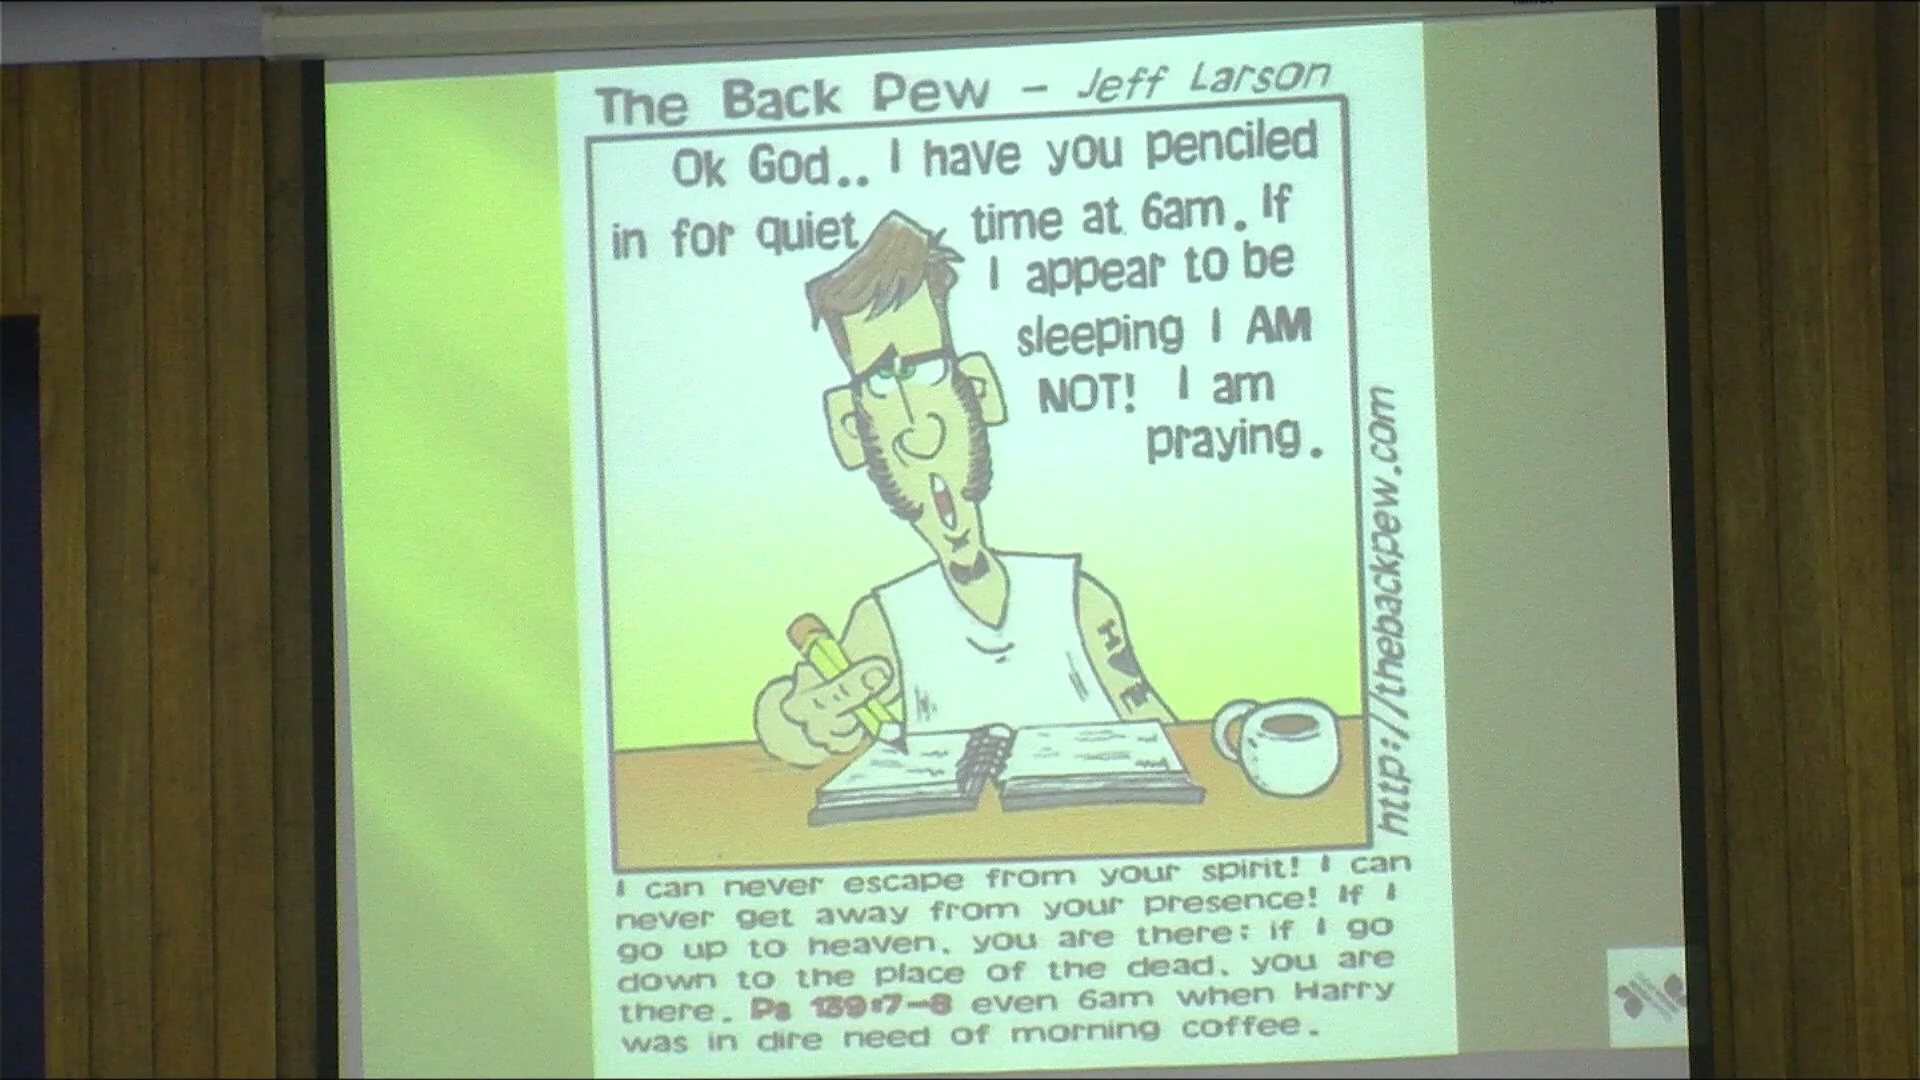 The Back Pew - Jeff Larson
Ok God.. I have you penciled
in for quiet time at 6am. If
I appear to be
sleeping I AM
NOT! I am
praying.
H♥E
http://thebackpew.com
I can never escape from your spirit! I can
never get away from your presence! If I
go up to heaven, you are there; if I go
down to the place of the dead, you are
there. Ps 139:7-8 even 6am when Harry
was in dire need of morning coffee.